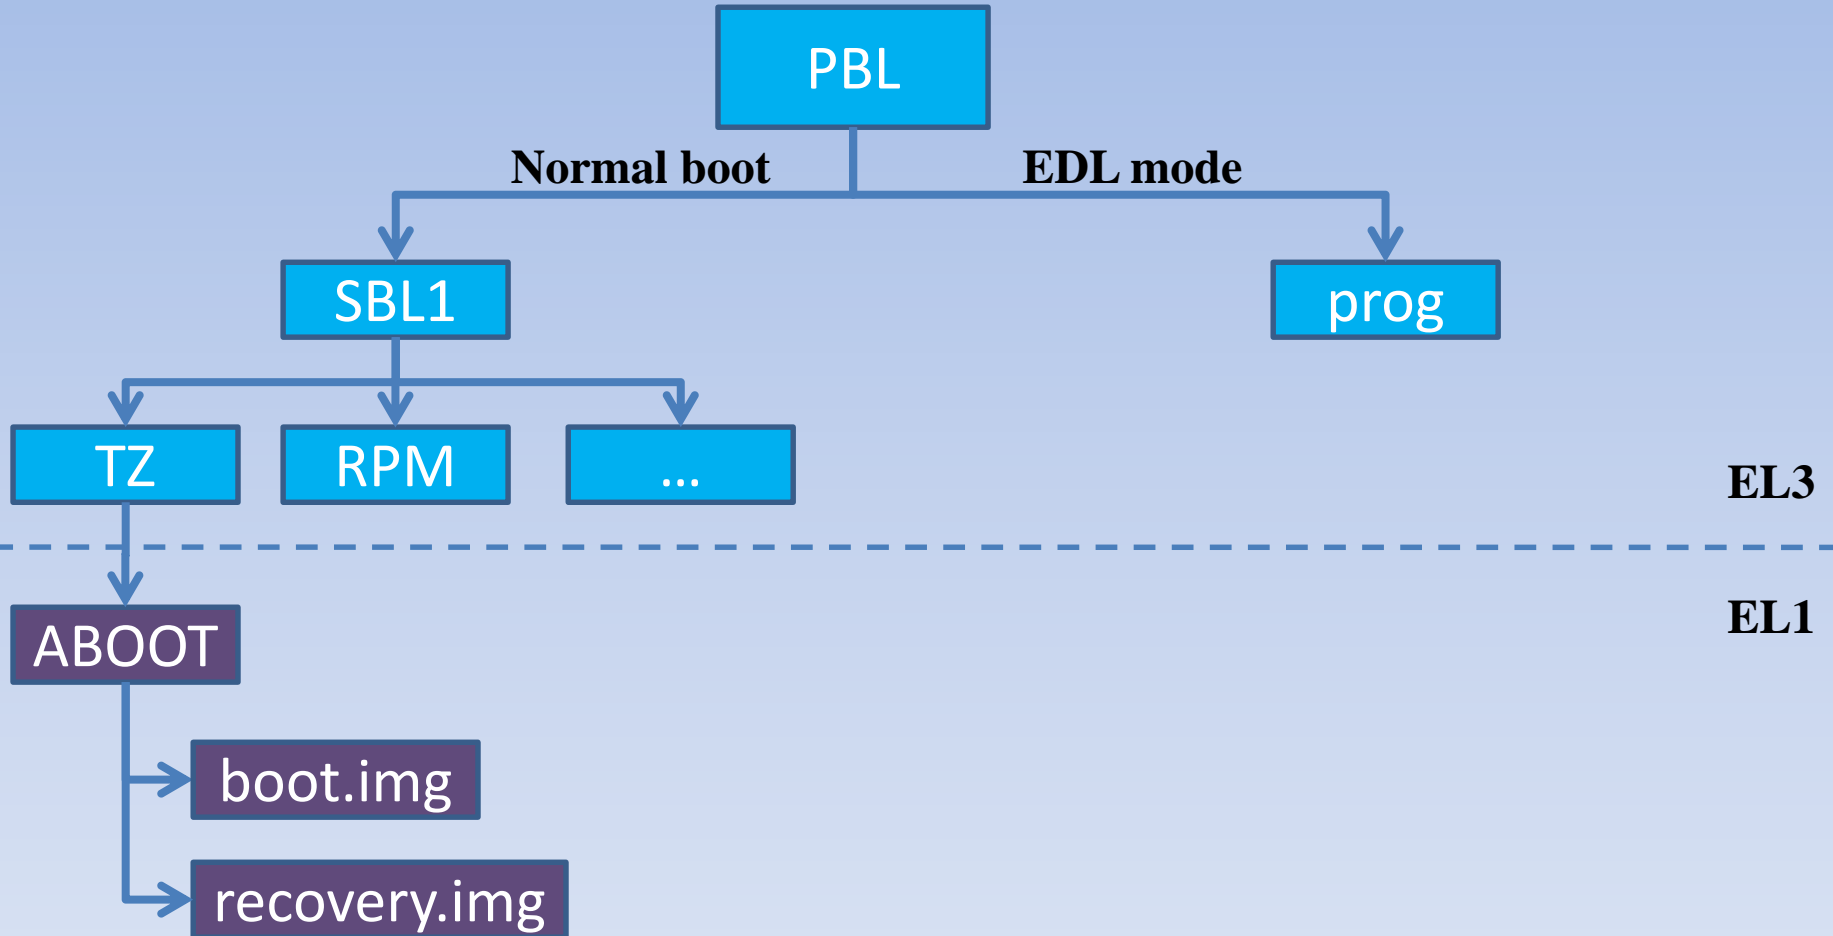 PBL
Normal boot
EDL mode
SBL1
prog
TZ
RPM
...
EL3
EL1
ABOOT
boot.img
recovery.img